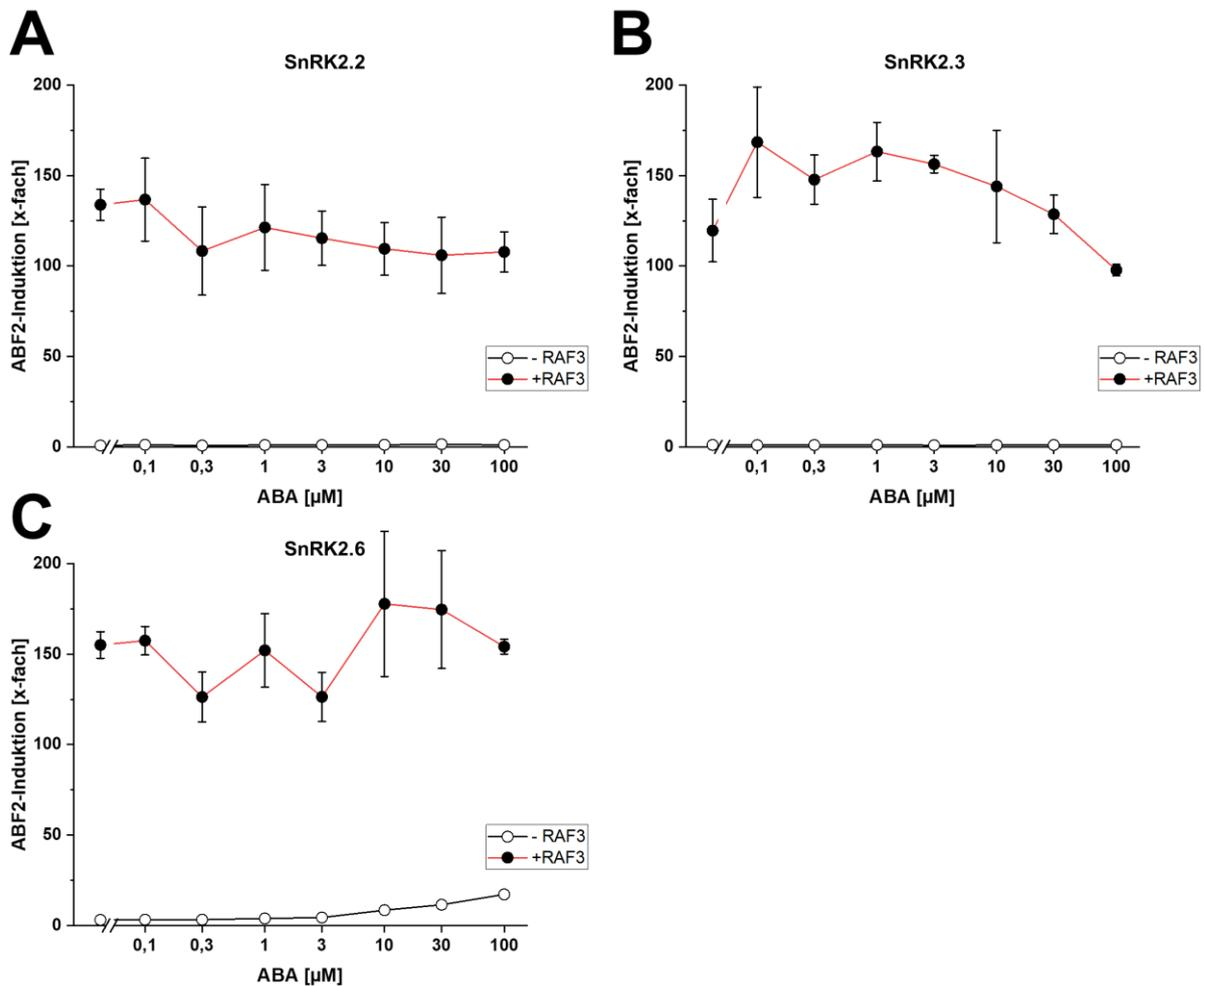 A
SnRK2.2
ABF2-Induktion [x-fach]
200
150
100
50
0
- RAF3
+RAF3
0,1 0,3 1 3 10 30 100
ABA [µM]
B
SnRK2.3
ABF2-Induktion [x-fach]
200
150
100
50
0
- RAF3
+RAF3
0,1 0,3 1 3 10 30 100
ABA [µM]
C
SnRK2.6
ABF2-Induktion [x-fach]
200
150
100
50
0
- RAF3
+RAF3
0,1 0,3 1 3 10 30 100
ABA [µM]